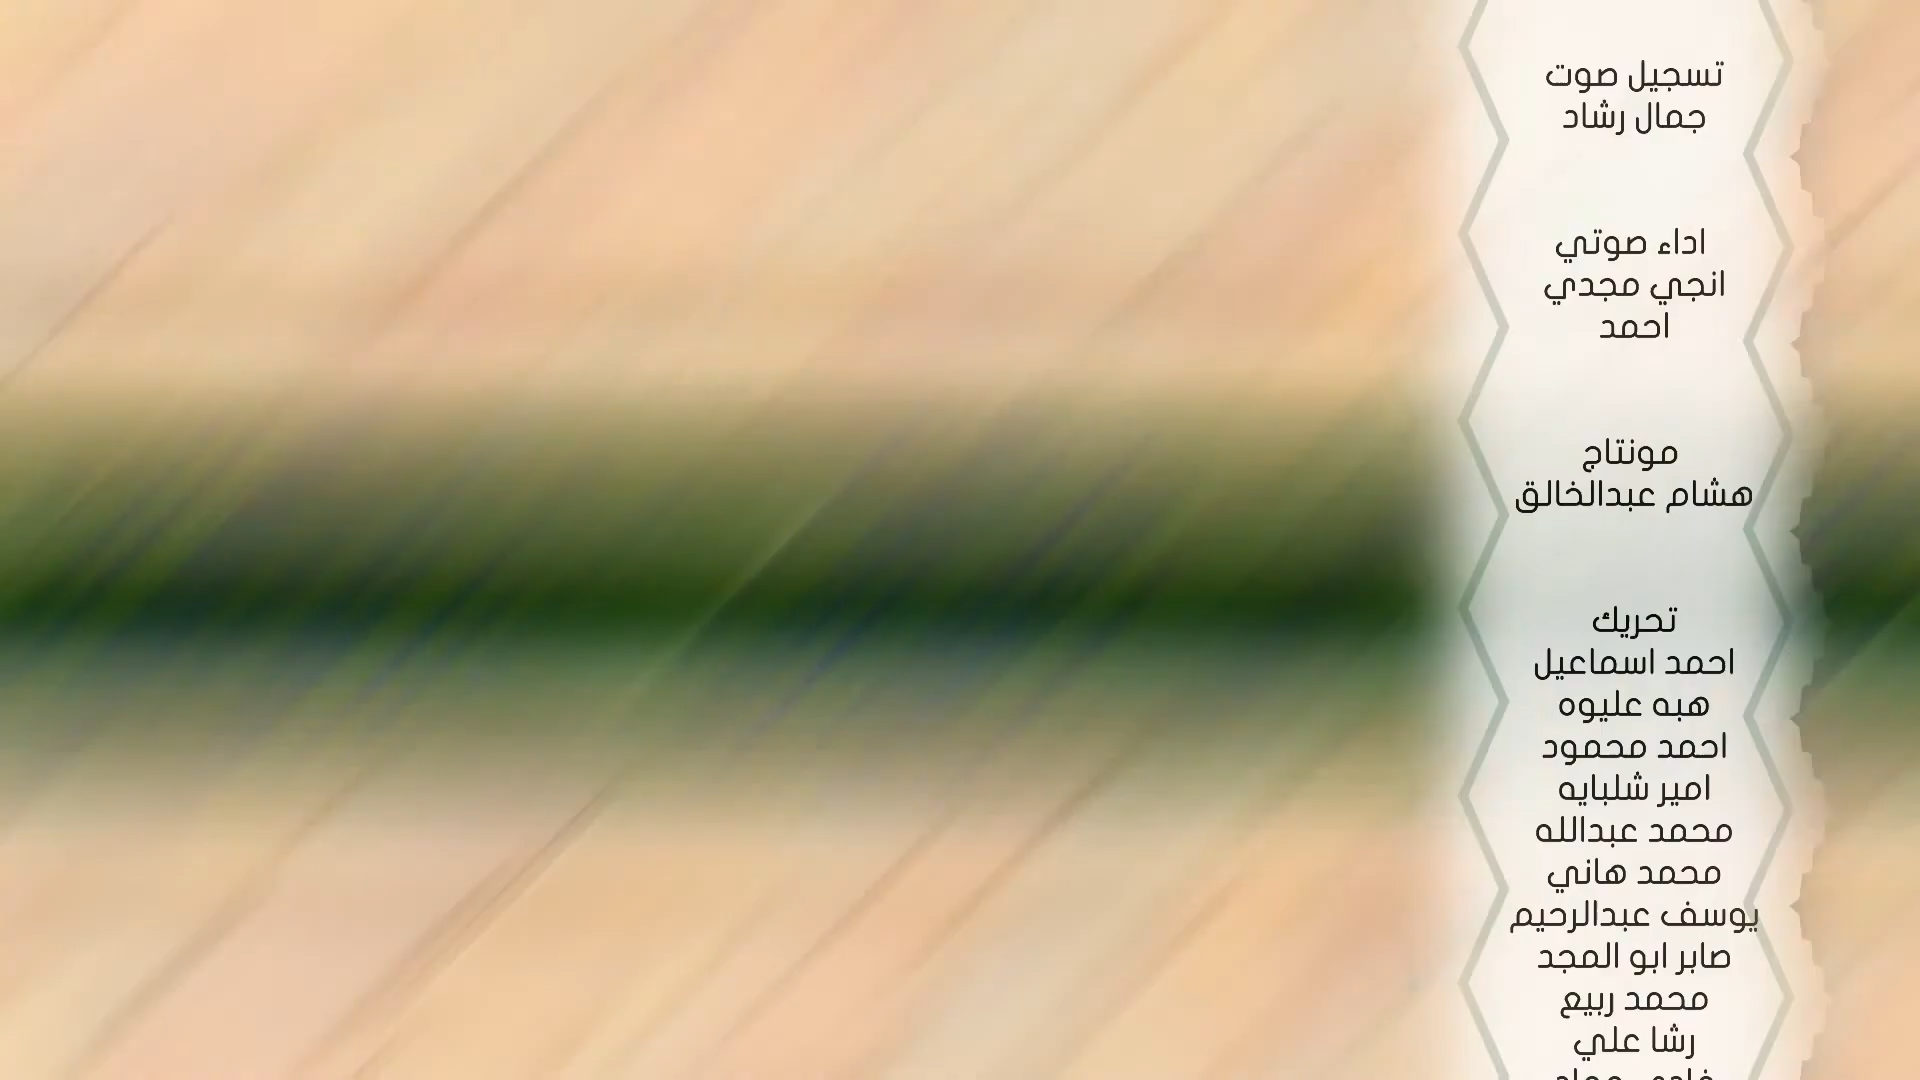 تسجيل صوت
جمال رشاد
اداء صوتي
انجي مجدي
احمد
مونتاج
هشام عبدالخالق
تحريك
احمد اسماعيل
هبه عليوه
احمد محمود
امير شلبايه
محمد عبدالله
محمد هاني
يوسف عبدالرحيم
صابر ابو المجد
محمد ربيع
رشا علي